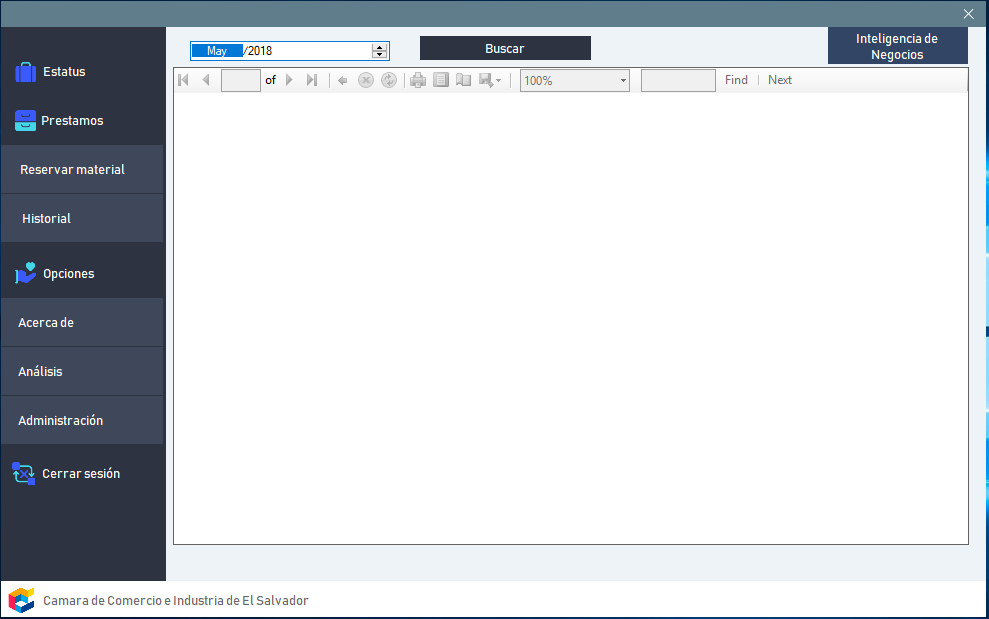 May/2018
Buscar
Inteligencia de
Negocios
Estatus
Prestamos
Reservar material
Historial
Opciones
Acerca de
Análisis
Administración
Cerrar sesión
of
100%
Find
Next
Camara de Comercio e Industria de El Salvador